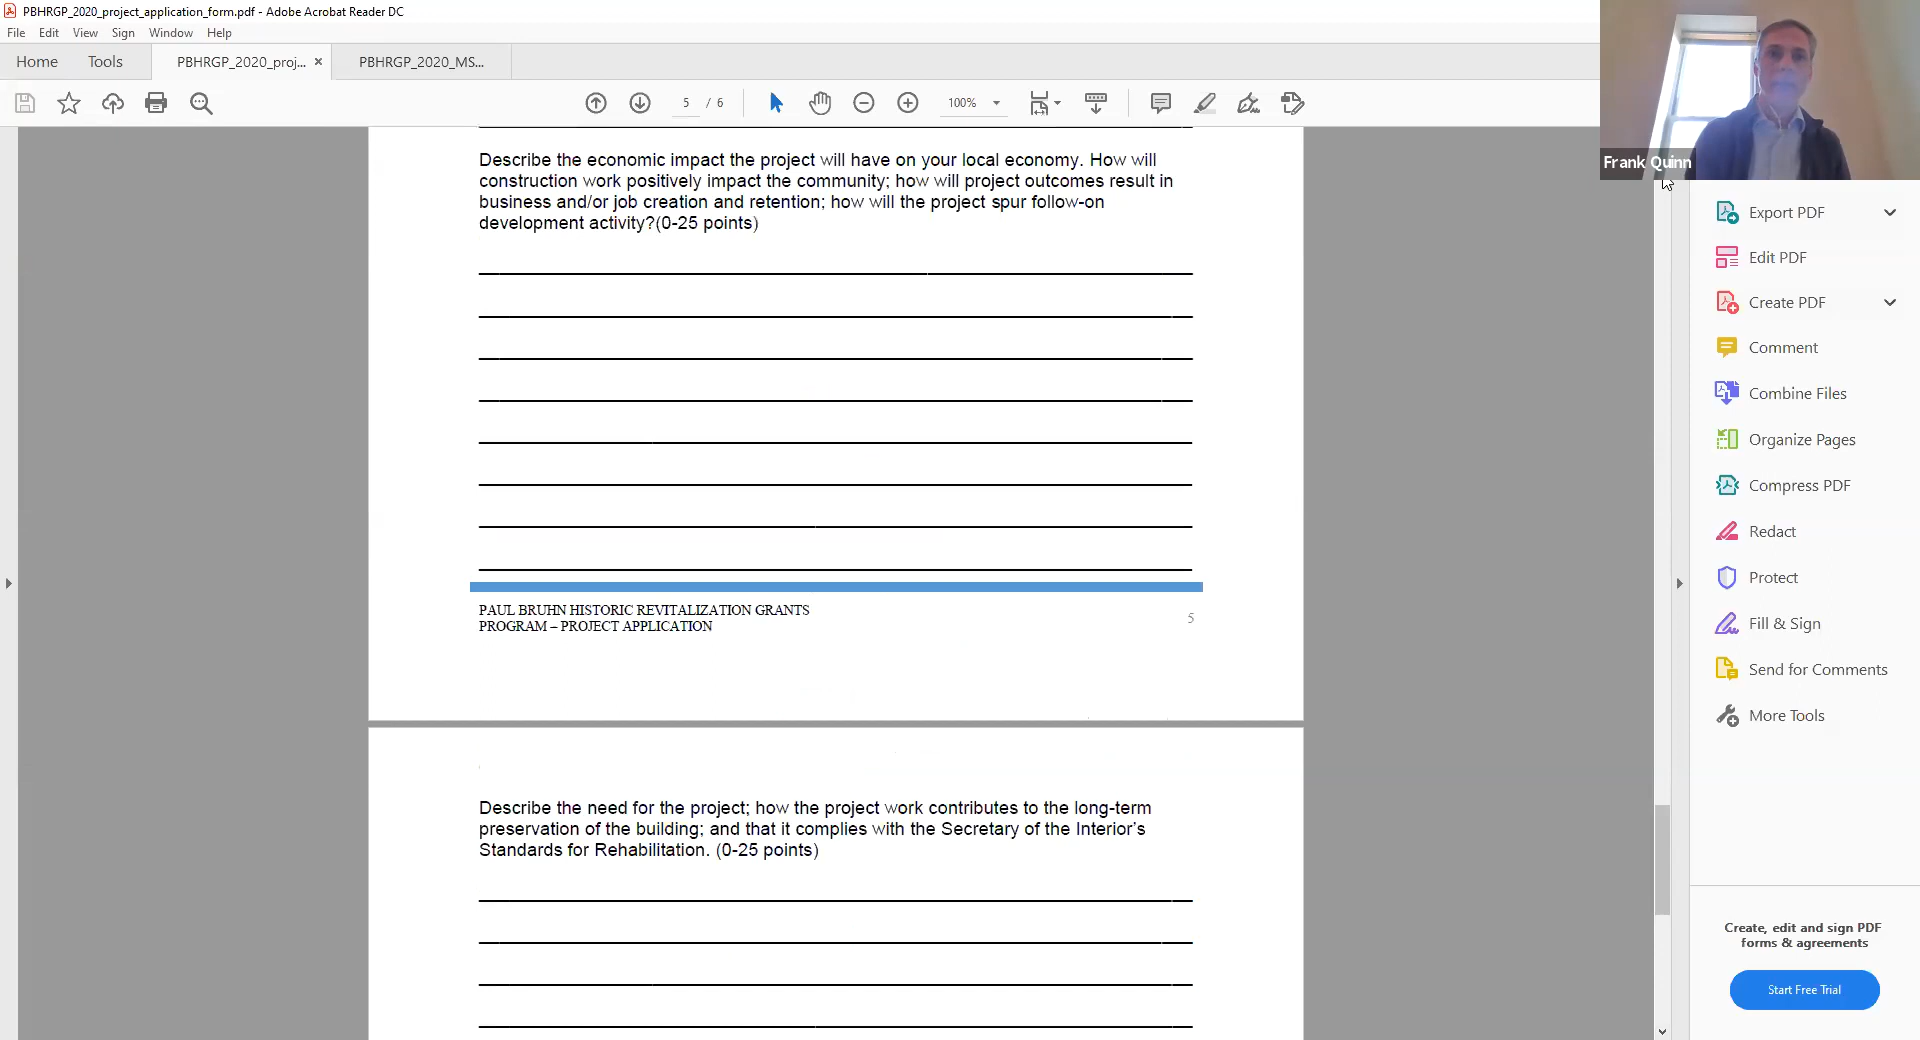 PBHRGP_2020_project_application_form.pdf - Adobe Acrobat Reader DC
File Edit View Sign Window Help
Home Tools PBHRGP_2020_proj... × PBHRGP_2020_MS...
5 / 6 100%
Frank Quinn
Describe the economic impact the project will have on your local economy. How will
construction work positively impact the community; how will project outcomes result in
business and/or job creation and retention; how will the project spur follow-on
development activity?(0-25 points)
PAUL BRUHN HISTORIC REVITALIZATION GRANTS
PROGRAM – PROJECT APPLICATION
5
Describe the need for the project; how the project work contributes to the long-term
preservation of the building; and that it complies with the Secretary of the Interior's
Standards for Rehabilitation. (0-25 points)
Export PDF
Edit PDF
Create PDF
Comment
Combine Files
Organize Pages
Compress PDF
Redact
Protect
Fill & Sign
Send for Comments
More Tools
Create, edit and sign PDF
forms & agreements
Start Free Trial